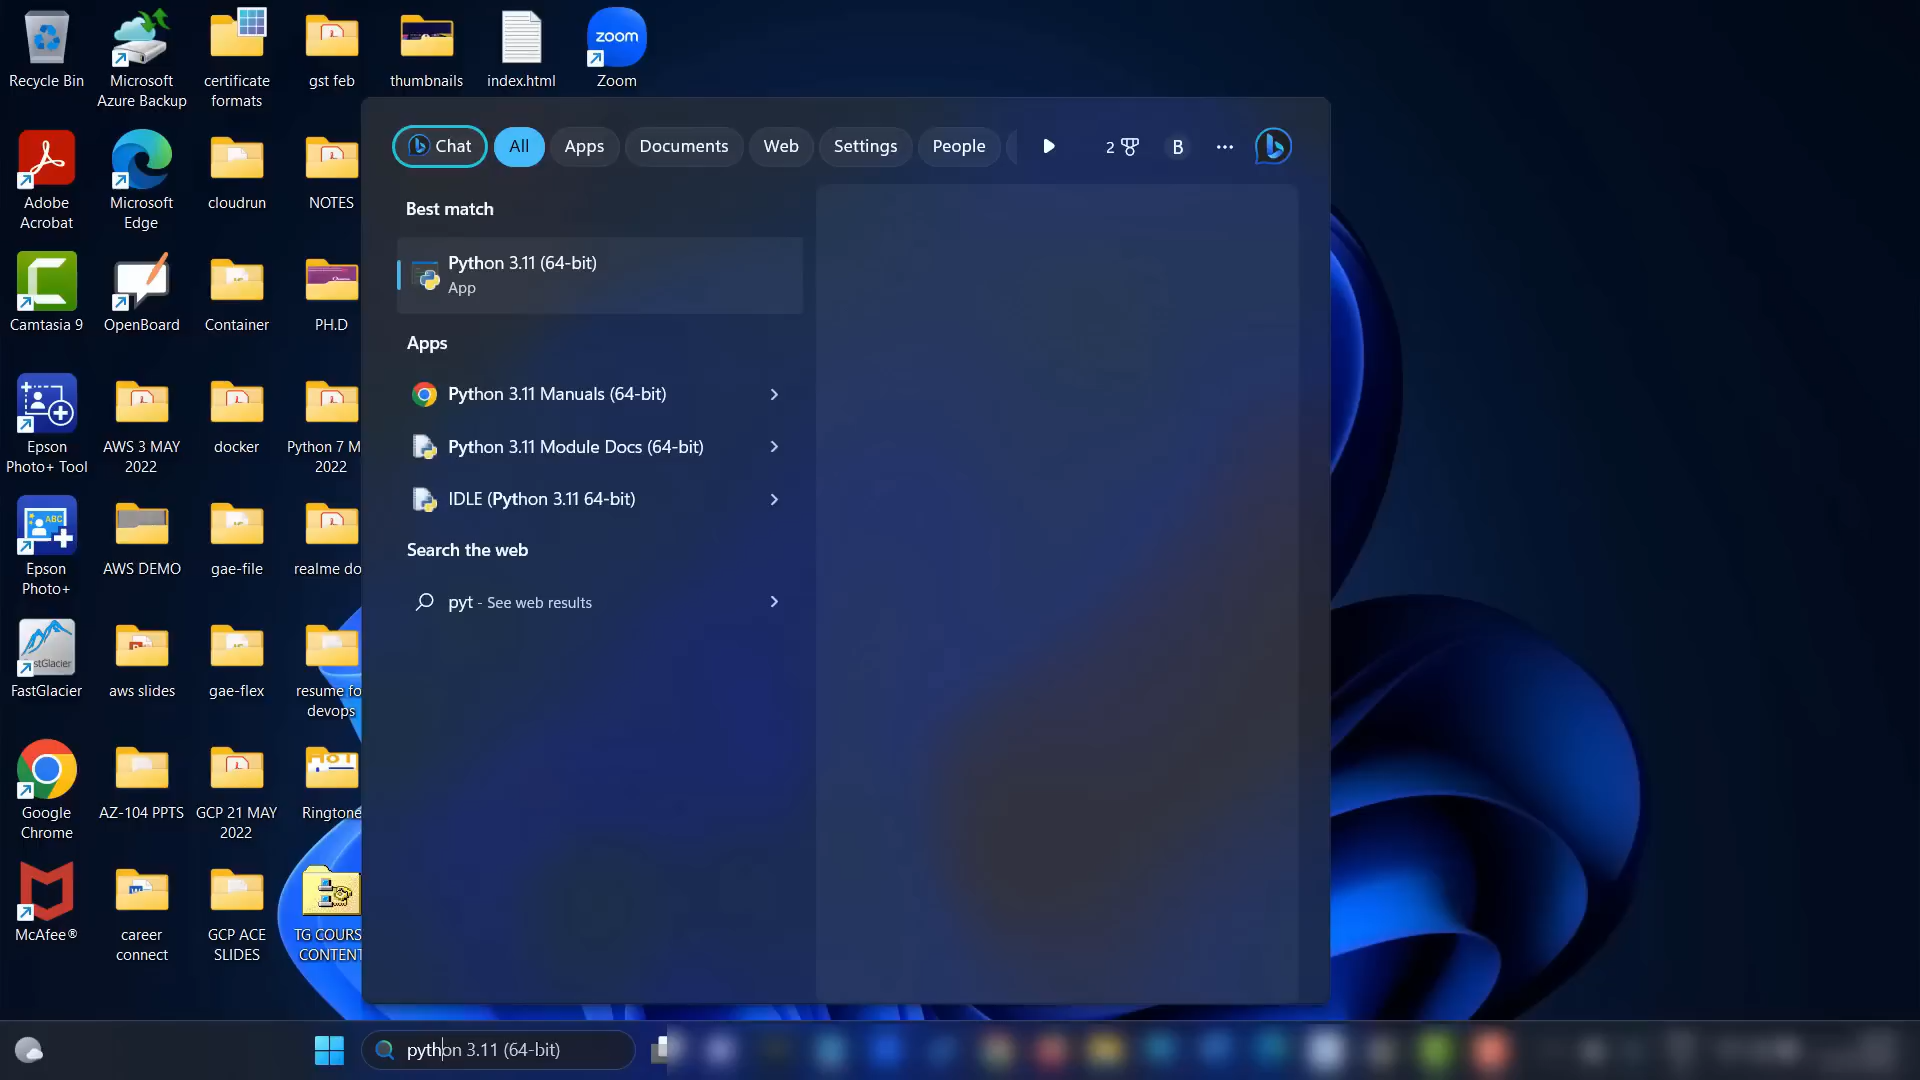 Recycle Bin
Microsoft
Azure Backup
certificate
formats
gst feb
thumbnails
index.html
zoom
Zoom
Adobe
Acrobat
Microsoft
Edge
cloudrun
NOTES
Camtasia 9
OpenBoard
Container
PH.D
Epson
Photo+ Tool
AWS 3 MAY
2022
docker
Python 7 M
2022
ABC
Epson
Photo+
AWS DEMO
gae-file
realme do
FastGlacier
aws slides
gae-flex
resume fo
devops
Google
Chrome
AZ-104 PPTS
GCP 21 MAY
2022
Ringtone
McAfee®
career
connect
GCP ACE
SLIDES
TG COURS
CONTENT
Chat
All
Apps
Documents
Web
Settings
People
2
B
Best match
Python 3.11 (64-bit)
App
Apps
Python 3.11 Manuals (64-bit)
Python 3.11 Module Docs (64-bit)
IDLE (Python 3.11 64-bit)
Search the web
pyt - See web results
python 3.11 (64-bit)